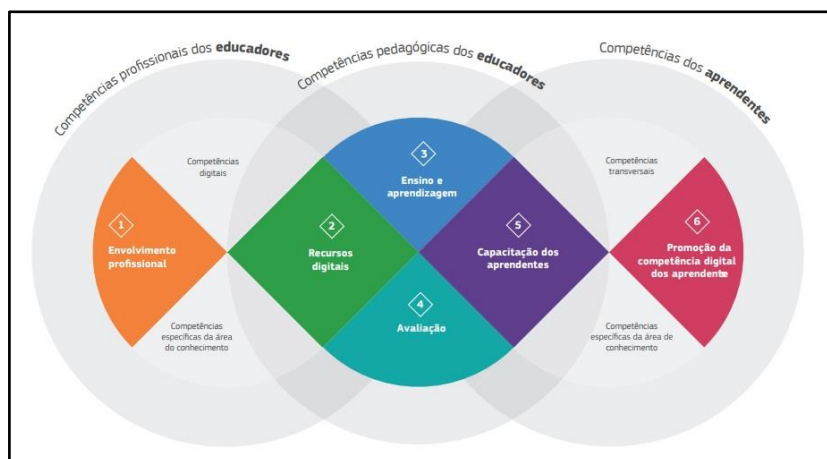 Competências profissionais dos educadores
Competências pedagógicas dos educadores
Competências dos aprendentes
Competências
digitais
1
Envolvimento
profissional
Competências
específicas da área
do conhecimento
2
Recursos
digitais
3
Ensino e
aprendizagem
4
Avaliação
5
Capacitação dos
aprendentes
Competências
transversais
6
Promoção da
competência digital
dos aprendente
Competências
específicas da área de
conhecimento